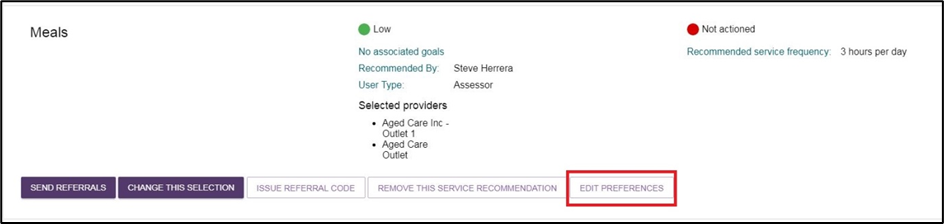 Meals
Low
Not actioned
No associated goals
Recommended service frequency: 3 hours per day
Recommended By: Steve Herrera
User Type: Assessor
Selected providers
• Aged Care Inc -
Outlet 1
• Aged Care
Outlet
SEND REFERRALS
CHANGE THIS SELECTION
ISSUE REFERRAL CODE
REMOVE THIS SERVICE RECOMMENDATION
EDIT PREFERENCES